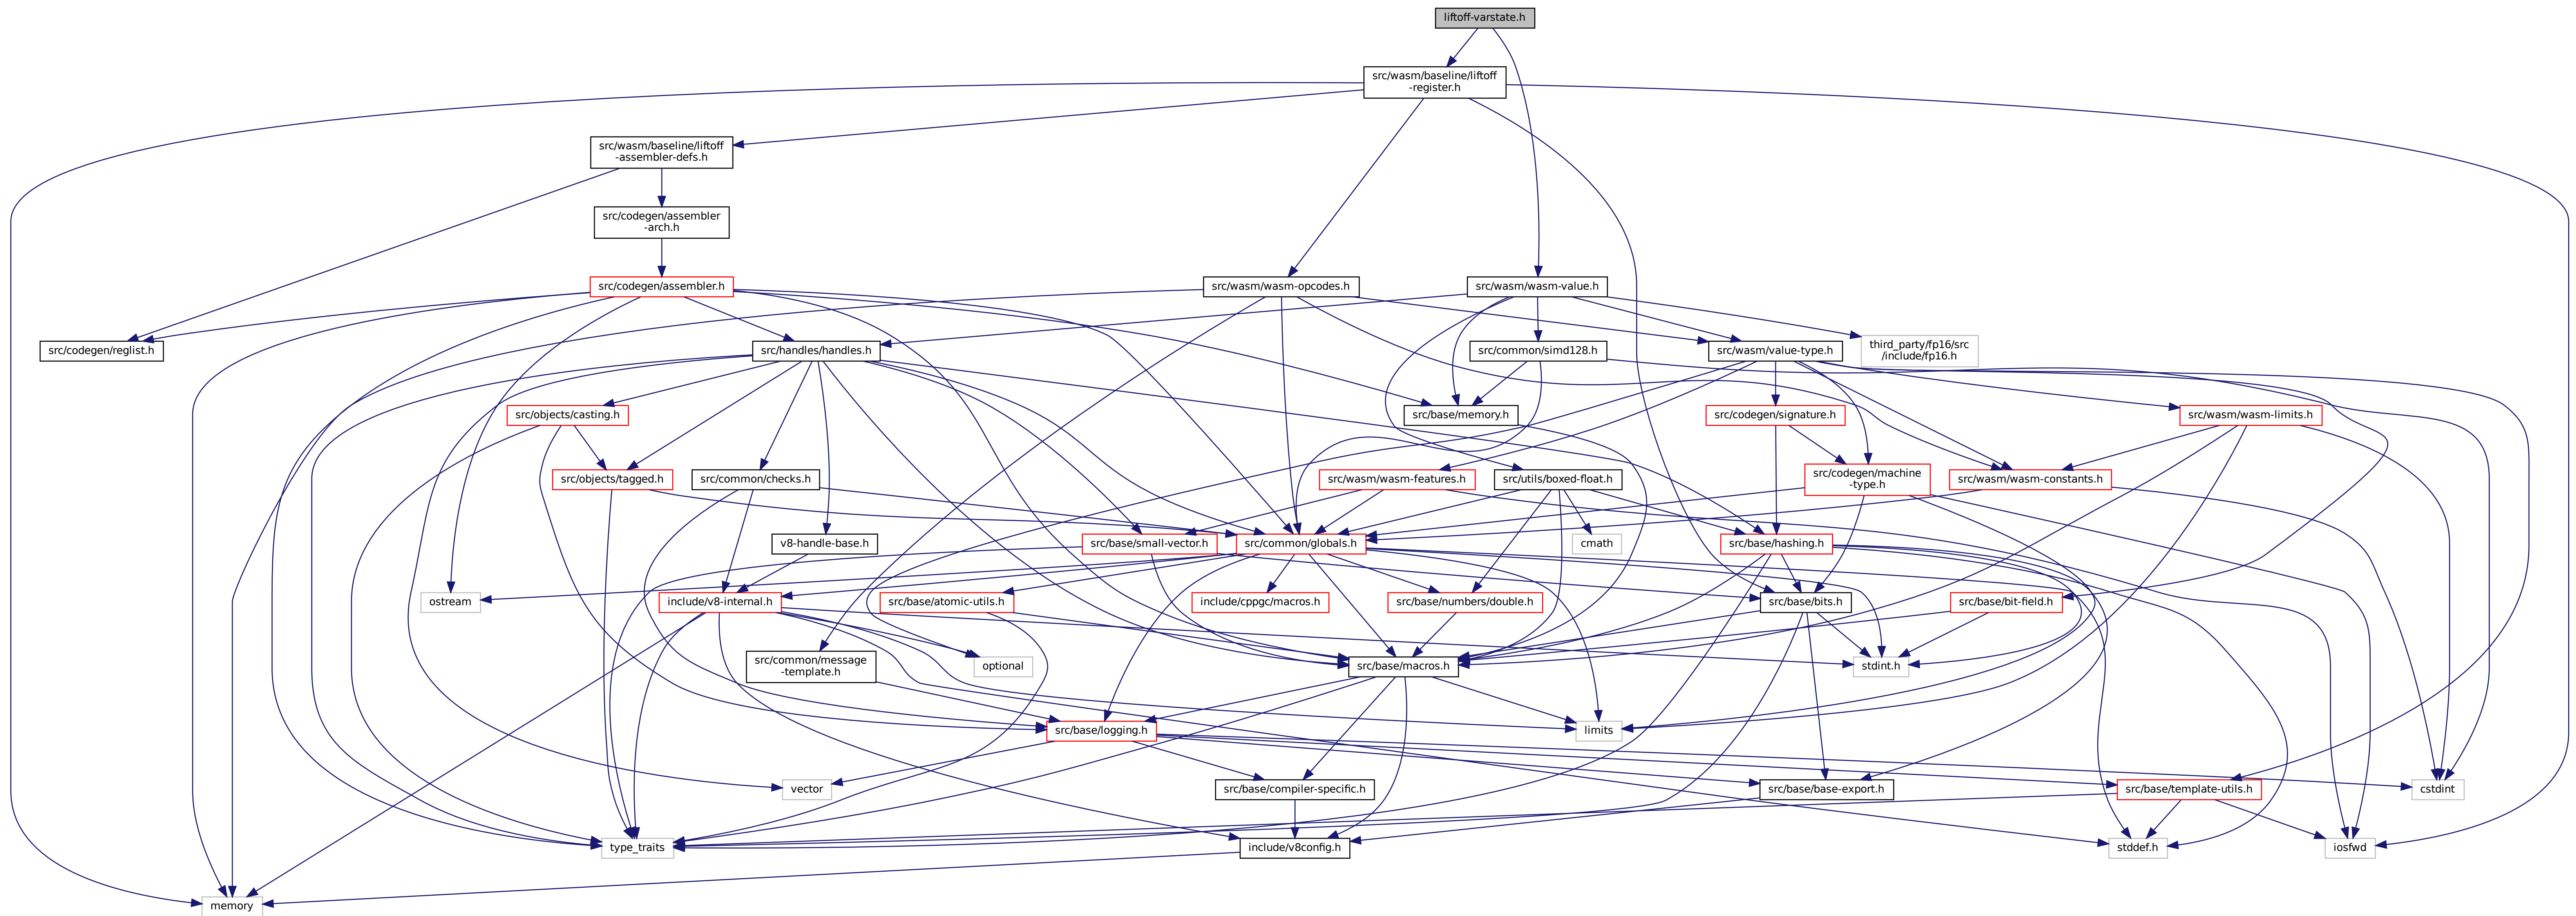 liftoff-varstate.h
src/wasm/baseline/liftoff
-register.h
src/wasm/baseline/liftoff
-assembler-defs.h
src/codegen/assembler
-arch.h
src/codegen/assembler.h
src/wasm/wasm-opcodes.h
src/wasm/wasm-value.h
src/codegen/reglist.h
src/handles/handles.h
src/common/simd128.h
src/wasm/value-type.h
third_party/fp16/src
/include/fp16.h
src/objects/casting.h
src/base/memory.h
src/codegen/signature.h
src/wasm/wasm-limits.h
src/objects/tagged.h
src/common/checks.h
src/wasm/wasm-features.h
src/utils/boxed-float.h
src/codegen/machine
-type.h
src/wasm/wasm-constants.h
v8-handle-base.h
src/base/small-vector.h
src/common/globals.h
cmath
src/base/hashing.h
ostream
include/v8-internal.h
src/base/atomic-utils.h
include/cppgc/macros.h
src/base/numbers/double.h
src/base/bits.h
src/base/bit-field.h
src/common/message
-template.h
optional
src/base/macros.h
stdint.h
src/base/logging.h
limits
vector
src/base/compiler-specific.h
src/base/base-export.h
src/base/template-utils.h
cstdint
type_traits
include/v8config.h
stddef.h
iosfwd
memory